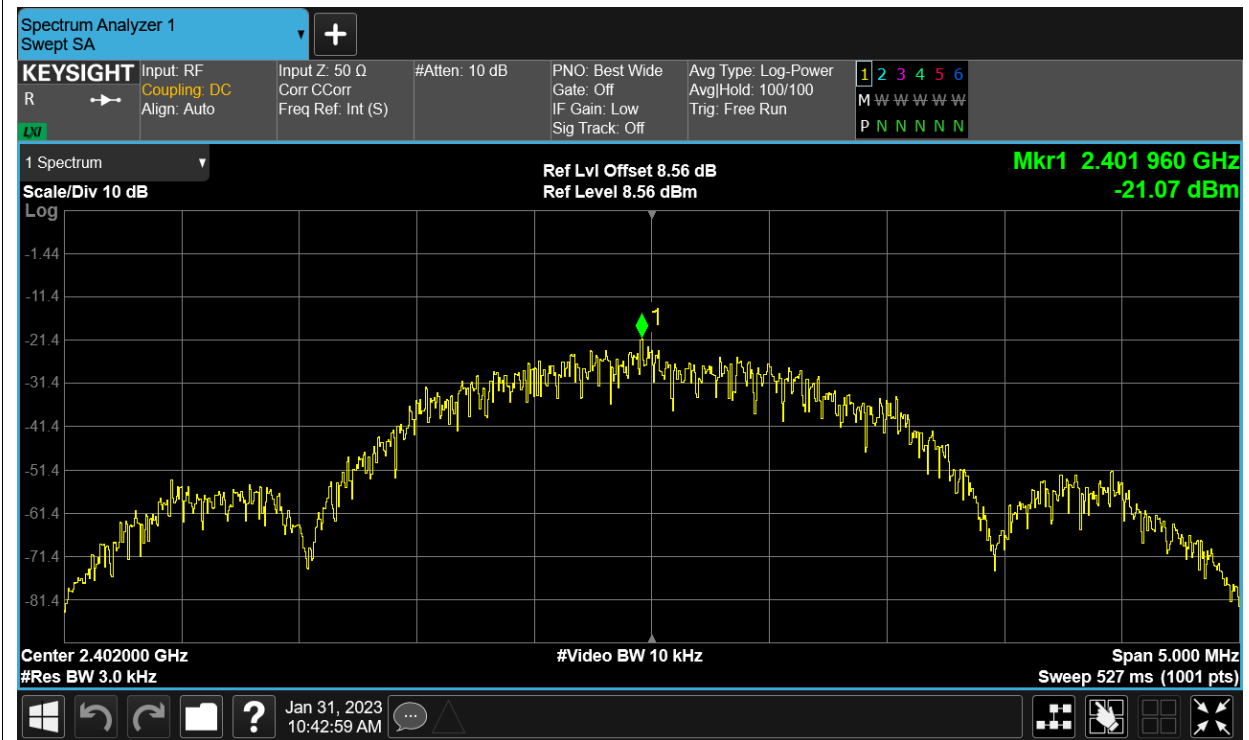 Spectrum Analyzer 1
Swept SA
+
KEYSIGHT
R
LXI
Input: RF
Coupling: DC
Align: Auto
Input Z: 50 Ω
Corr CCorr
Freq Ref: Int (S)
#Atten: 10 dB
PNO: Best Wide
Gate: Off
IF Gain: Low
Sig Track: Off
Avg Type: Log-Power
Avg|Hold: 100/100
Trig: Free Run
1 2 3 4 5 6
M W W W W W
P N N N N N
1 Spectrum
Ref Lvl Offset 8.56 dB
Mkr1 2.401 960 GHz
Scale/Div 10 dB
Ref Level 8.56 dBm
-21.07 dBm
Log
-1.44
-11.4
1
-21.4
-31.4
-41.4
-51.4
-61.4
-71.4
-81.4
Center 2.402000 GHz
#Video BW 10 kHz
Span 5.000 MHz
#Res BW 3.0 kHz
Sweep 527 ms (1001 pts)
?
Jan 31, 2023
10:42:59 AM